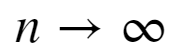 n → ∞